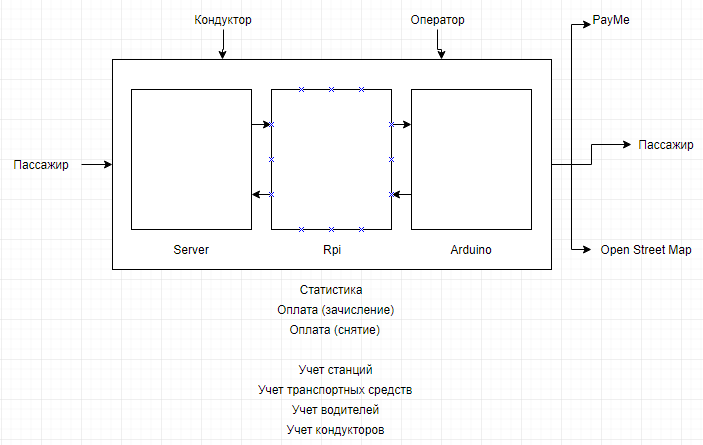 Кондуктор
Оператор
PayMe
Пассажир
Пассажир
Server
Rpi
Arduino
Open Street Map
Статистика
Оплата (зачисление)
Оплата (снятие)
Учет станций
Учет транспортных средств
Учет водителей
Учет кондукторов